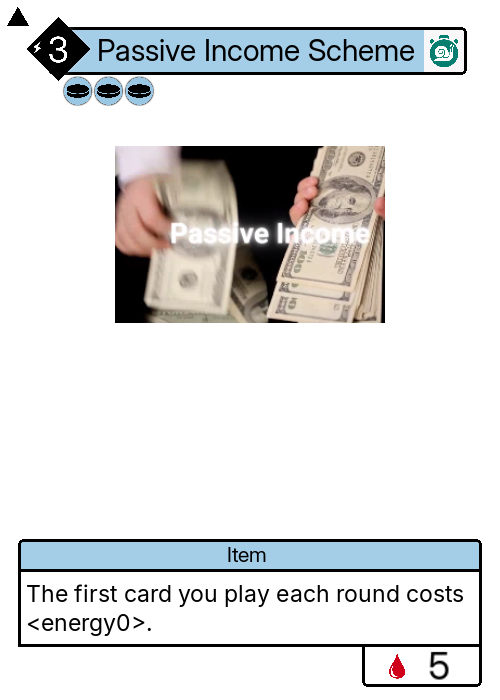 3 Passive Income Scheme
Passive Income
Item
The first card you play each round costs
<energy0>.
5